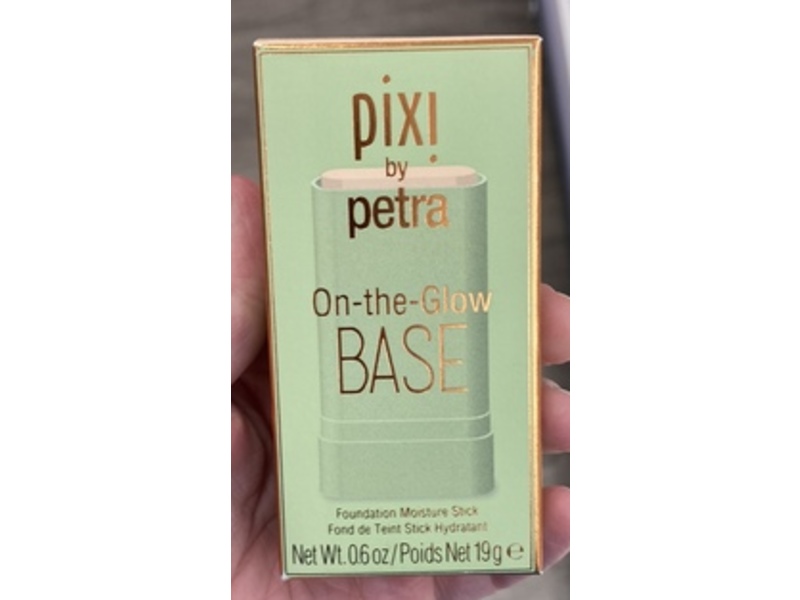 pixi
by
petra
On-the-Glow
BASE
Foundation Moisture Stick
Fond de Teint Stick Hydratant
Net Wt. 0.6 oz/Poids Net 19g ℮